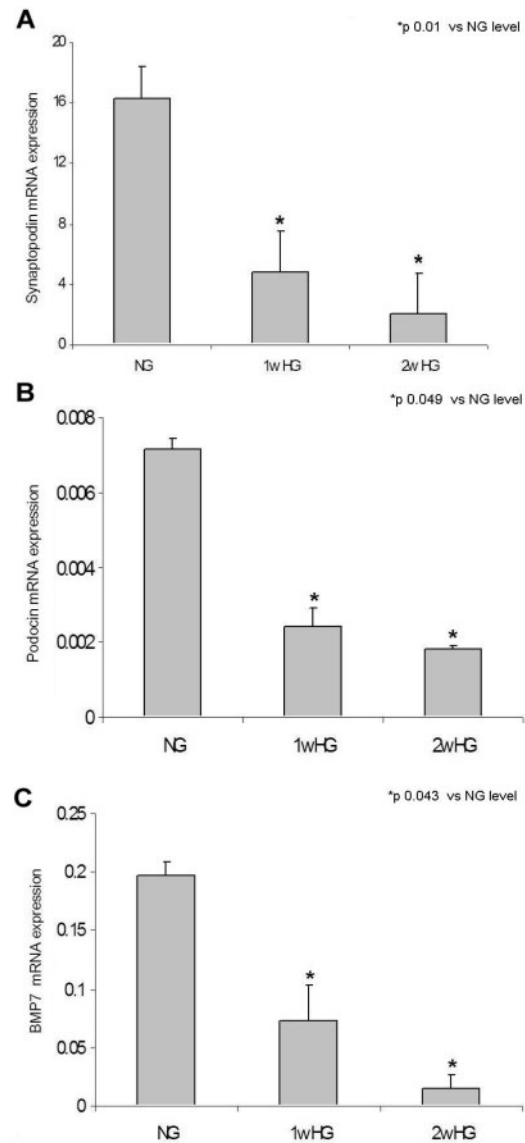 A
*p 0.01 vs NG level
Synaptopodin mRNA expression
20
16
12
8
4
0
*
*
NG 1wHG 2wHG
B
*p 0.049 vs NG level
Podocin mRNA expression
0.008
0.006
0.004
0.002
0
*
*
NG 1wHG 2wHG
C
*p 0.043 vs NG level
BMP7 mRNA expression
0.25
0.2
0.15
0.1
0.05
0
*
*
NG 1wHG 2wHG